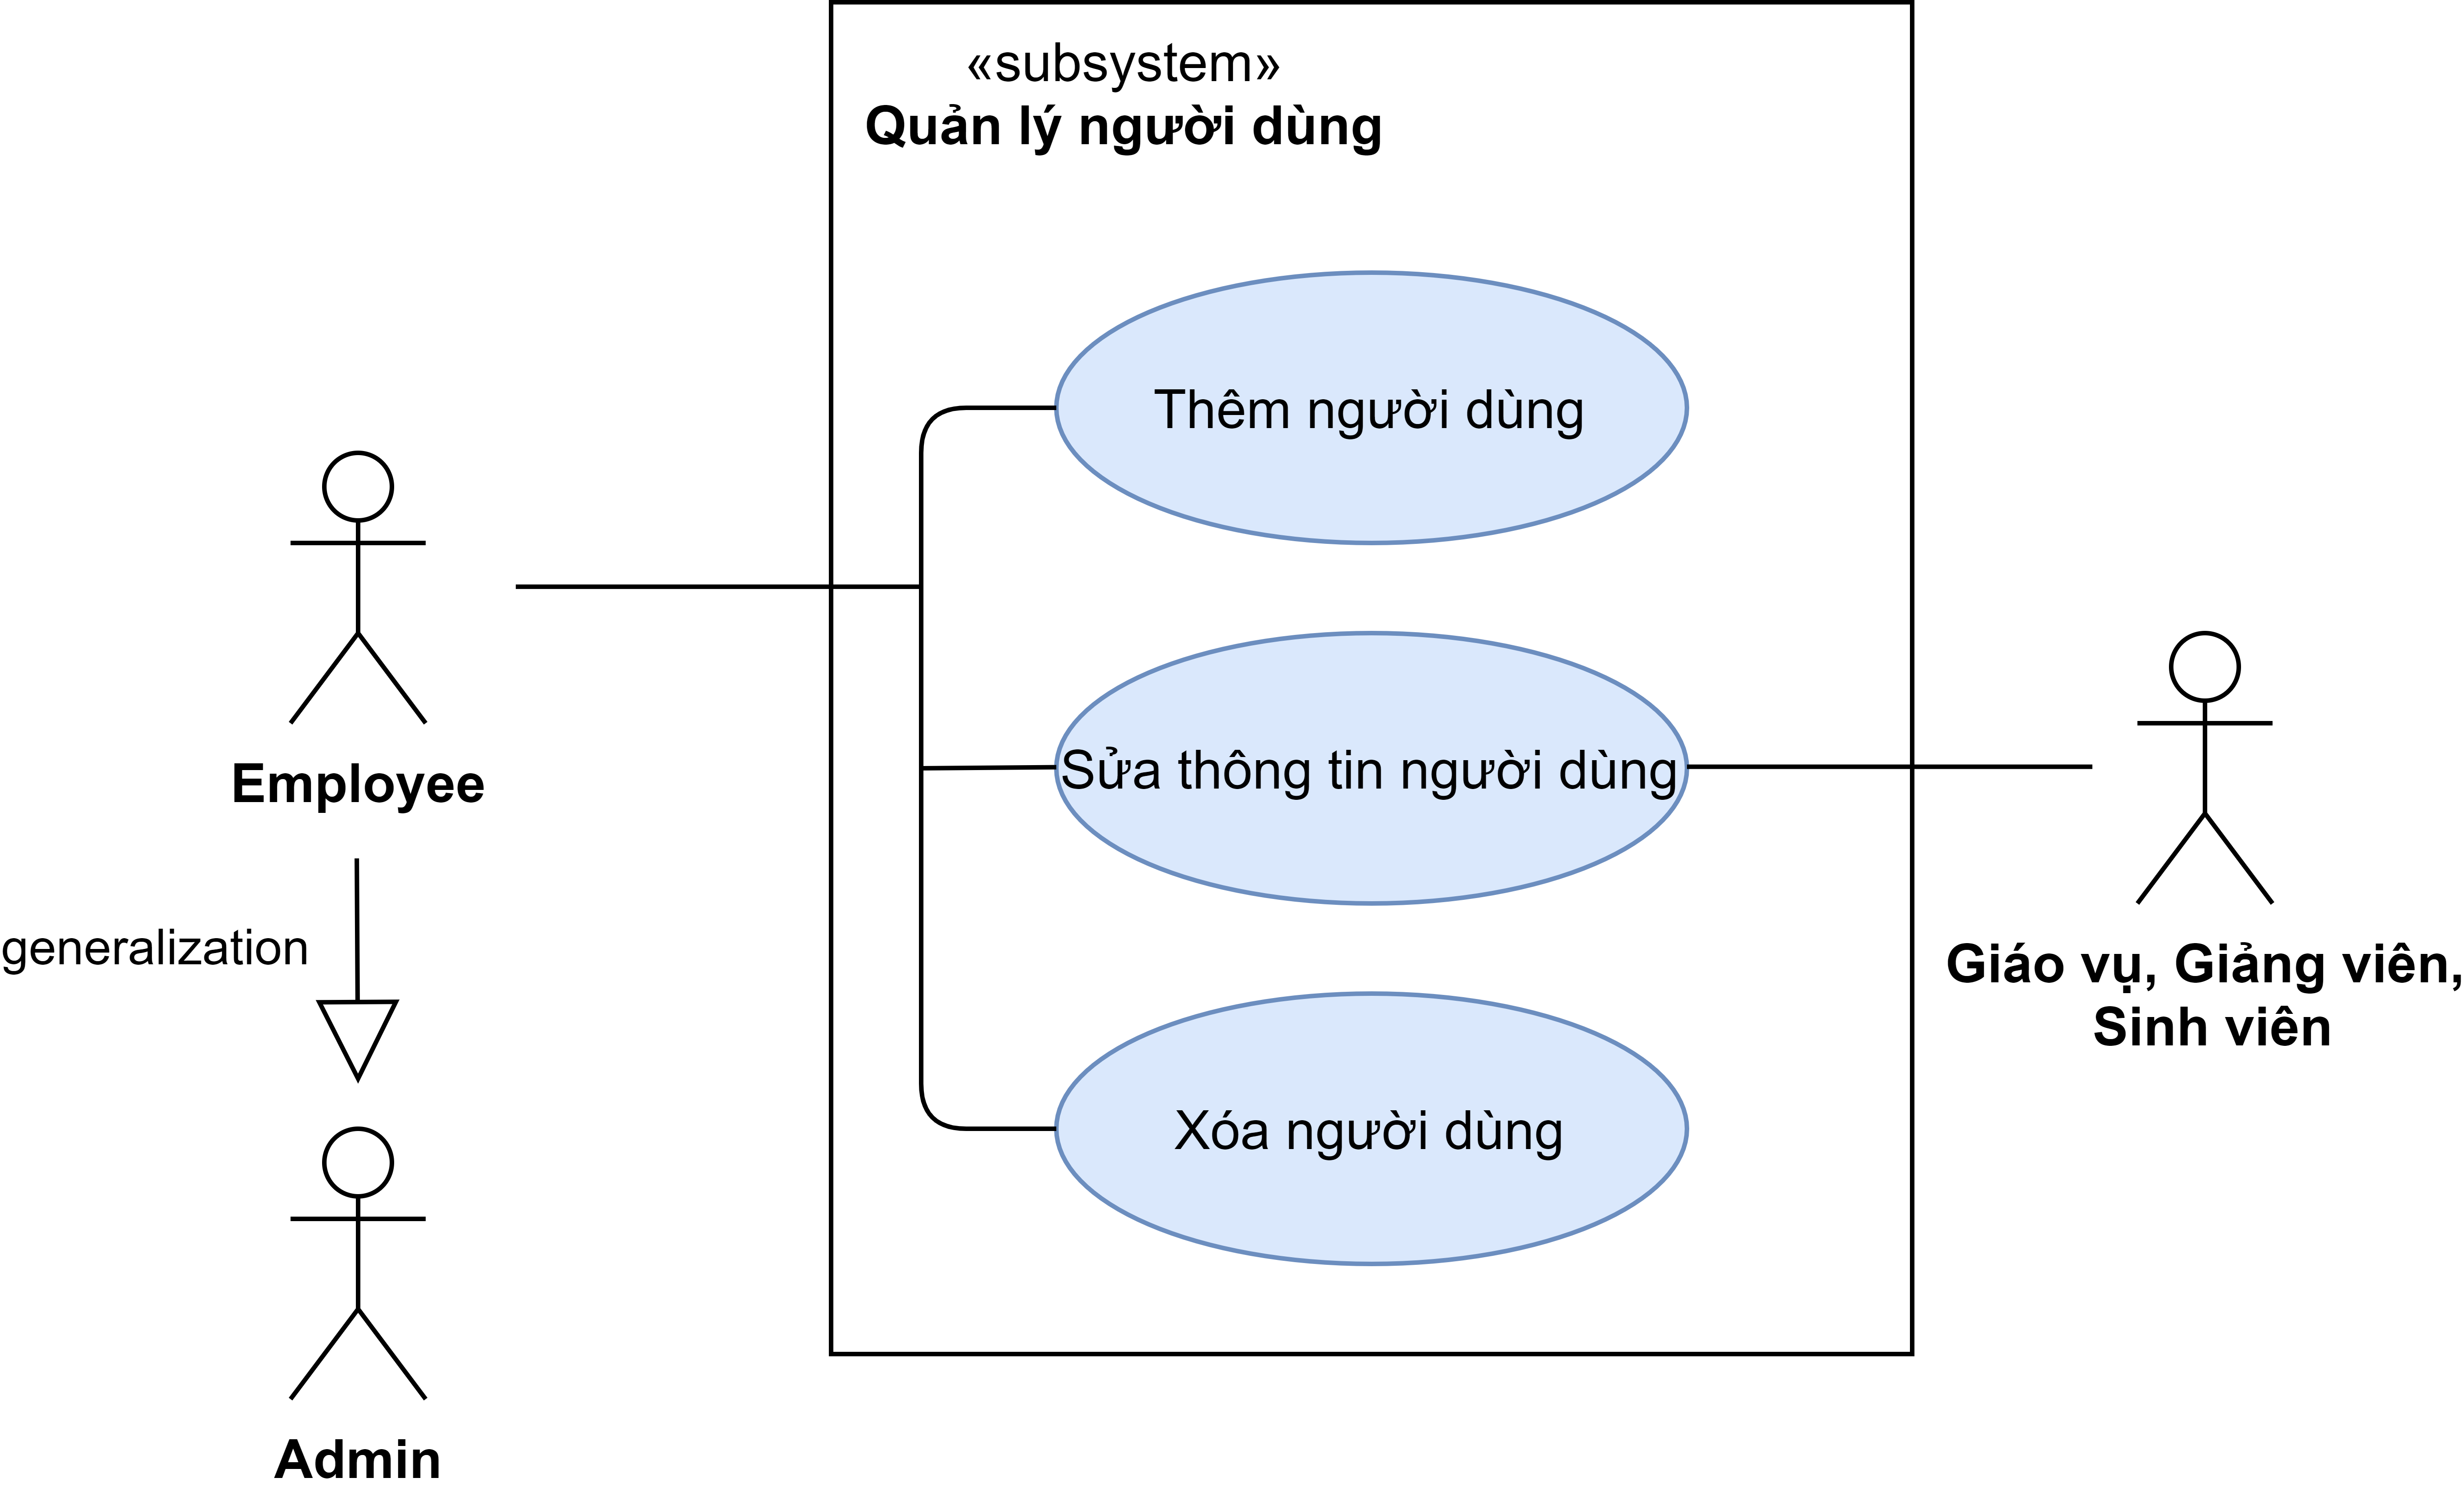 «subsystem»
Quản lý người dùng
Thêm người dùng
Employee
Sửa thông tin người dùng
generalization
Giáo vụ, Giảng viên,
Sinh viên
Xóa người dùng
Admin